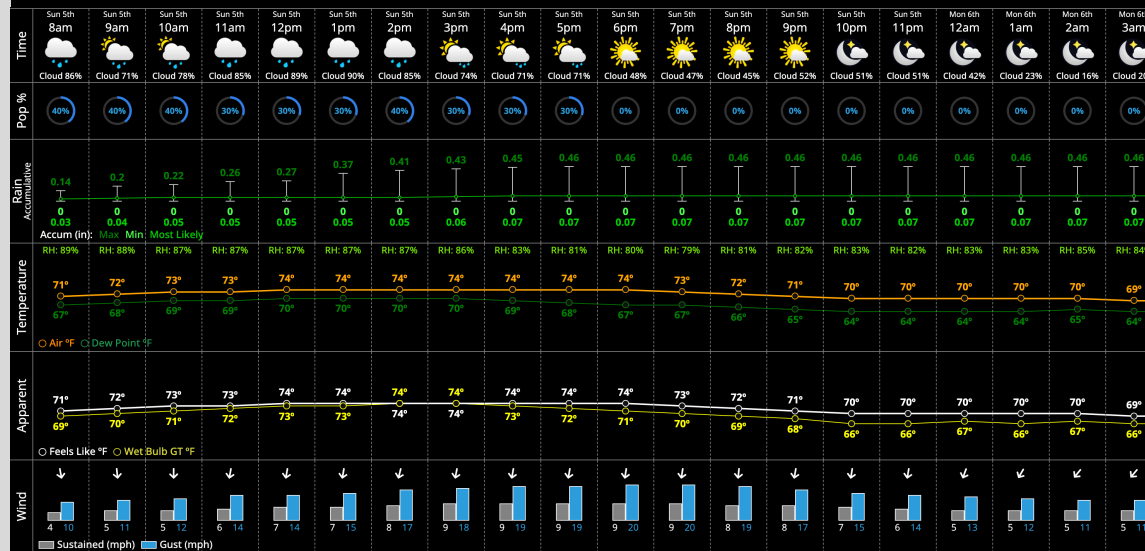 Sun 5th Sun 5th Sun 5th Sun 5th Sun 5th Sun 5th Sun 5th Sun 5th Sun 5th Sun 5th Sun 5th Sun 5th Sun 5th Sun 5th Sun 5th Sun 5th Mon 6th Mon 6th Mon 6th Mon 6th
8am 9am 10am 11am 12pm 1pm 2pm 3pm 4pm 5pm 6pm 7pm 8pm 9pm 10pm 11pm 12am 1am 2am 3am
Time
Cloud 86% Cloud 71% Cloud 78% Cloud 85% Cloud 89% Cloud 90% Cloud 85% Cloud 74% Cloud 71% Cloud 71% Cloud 48% Cloud 47% Cloud 45% Cloud 52% Cloud 51% Cloud 51% Cloud 42% Cloud 23% Cloud 16% Cloud 20
Pop %
40% 40% 40% 30% 30% 30% 40% 30% 30% 30% 0% 0% 0% 0% 0% 0% 0% 0% 0% 0%
Rain
Accumulative
0.14 0.2 0.22 0.26 0.27 0.37 0.41 0.43 0.45 0.46 0.46 0.46 0.46 0.46 0.46 0.46 0.46 0.46 0.46 0.46
0 0 0 0 0 0 0 0 0 0 0 0 0 0 0 0 0 0 0 0
0.03 0.04 0.05 0.05 0.05 0.05 0.05 0.06 0.06 0.07 0.07 0.07 0.07 0.07 0.07 0.07 0.07 0.07 0.07 0.07
Accum (in): Max Min Most Likely
RH: 89% RH: 88% RH: 87% RH: 87% RH: 87% RH: 87% RH: 87% RH: 86% RH: 83% RH: 81% RH: 80% RH: 79% RH: 81% RH: 82% RH: 83% RH: 82% RH: 83% RH: 83% RH: 85% RH: 84
Temperature
71° 72° 73° 73° 74° 74° 74° 74° 74° 74° 74° 73° 72° 71° 70° 70° 70° 70° 70° 69°
67° 68° 69° 69° 70° 70° 70° 70° 69° 68° 67° 67° 66° 65° 64° 64° 64° 64° 65° 64°
Air °F Dew Point °F
Apparent
71° 72° 73° 73° 74° 74° 74° 74° 74° 74° 74° 73° 72° 71° 70° 70° 70° 70° 70° 69°
69° 70° 71° 72° 73° 73° 74° 74° 73° 72° 71° 70° 69° 68° 66° 66° 67° 66° 67° 66°
Feels Like °F Wet Bulb GT °F
Wind
4 10 5 11 5 12 6 14 7 14 7 15 8 17 9 18 9 19 9 19 9 20 9 20 8 19 8 17 7 15 6 14 5 13 5 12 5 11 5 11
Sustained (mph) Gust (mph)